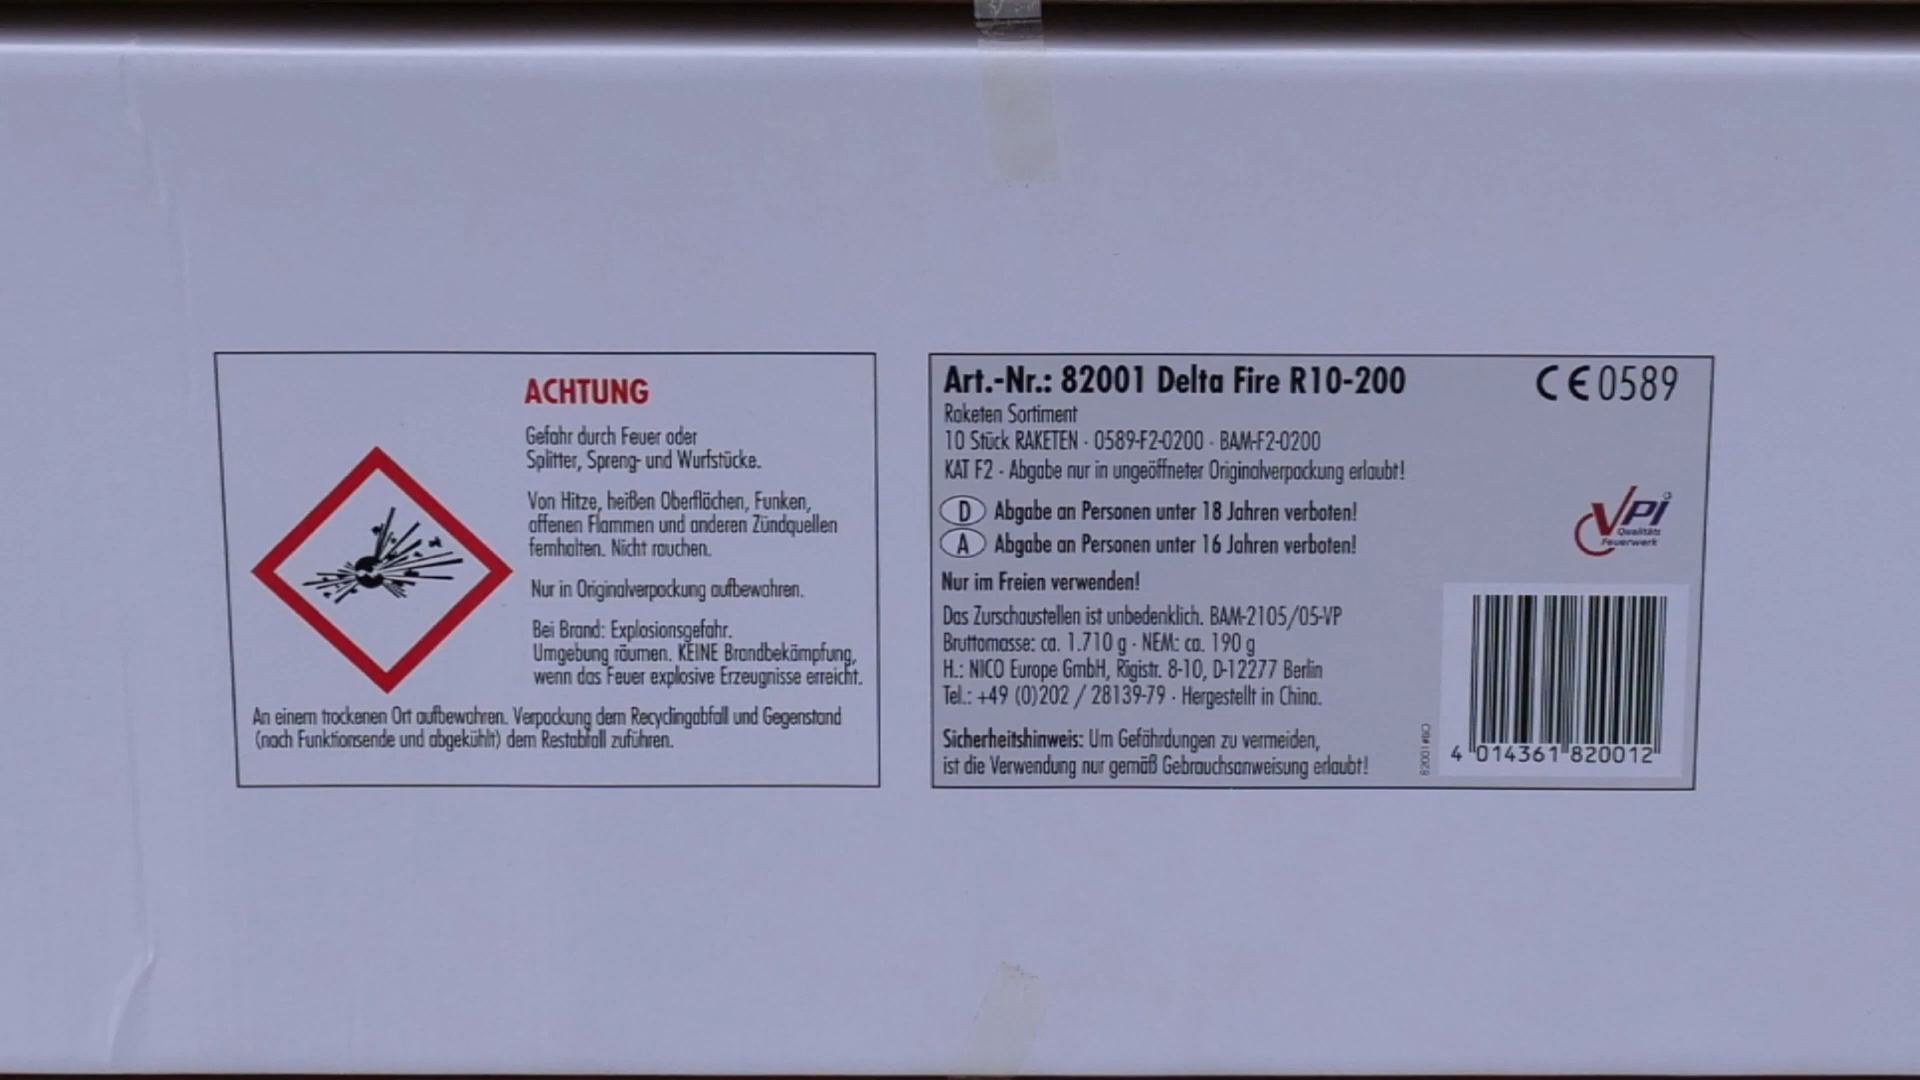 ACHTUNG
Gefahr durch Feuer oder
Splitter, Spreng- und Wurfstücke.
Von Hitze, heißen Oberflächen, Funken,
offenen Flammen und anderen Zündquellen
fernhalten. Nicht rauchen.
Nur in Originalverpackung aufbewahren.
Bei Brand: Explosionsgefahr.
Umgebung räumen. KEINE Brandbekämpfung,
wenn das Feuer explosive Erzeugnisse erreicht.
An einem trockenen Ort aufbewahren. Verpackung dem Recyclingabfall und Gegenstand
(nach Funktionsende und abgekühlt) dem Restabfall zuführen.
Art.-Nr.: 82001 Delta Fire R10-200
CE 0589
Raketen Sortiment
10 Stück RAKETEN · 0589-F2-0200 · BAM-F2-0200
KAT F2 - Abgabe nur in ungeöffneter Originalverpackung erlaubt!
D Abgabe an Personen unter 18 Jahren verboten!
A Abgabe an Personen unter 16 Jahren verboten!
VPi
Qualitäts
Feuerwerk
Nur im Freien verwenden!
Das Zurschaustellen ist unbedenklich. BAM-2105/05-VP
Bruttomasse: ca. 1.710 g · NEM: ca. 190 g
H.: NICO Europe GmbH, Rigistr. 8-10, D-12277 Berlin
Tel.: +49 (0)202 / 28139-79 · Hergestellt in China.
Sicherheitshinweis: Um Gefährdungen zu vermeiden,
ist die Verwendung nur gemäß Gebrauchsanweisung erlaubt!
4 014361 820012